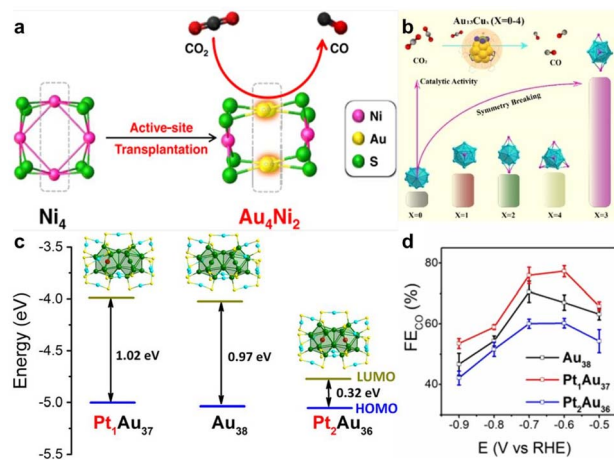 a
CO₂
CO
Active-site
Transplantation
Ni
Au
S
Ni₄
Au₄Ni₂
b
Au₁₃Cuₓ (X=0-4)
CO₂
CO
Catalytic Activity
Symmetry Breaking
X=0
X=1
X=2
X=4
X=3
c
Energy (eV)
-3.5
-4.0
-4.5
-5.0
-5.5
1.02 eV
0.97 eV
0.32 eV
LUMO
HOMO
Pt₁Au₃₇
Au₃₈
Pt₂Au₃₆
d
FE_CO (%)
80
60
40
Au₃₈
Pt₁Au₃₇
Pt₂Au₃₆
-0.9 -0.8 -0.7 -0.6 -0.5
E (V vs RHE)